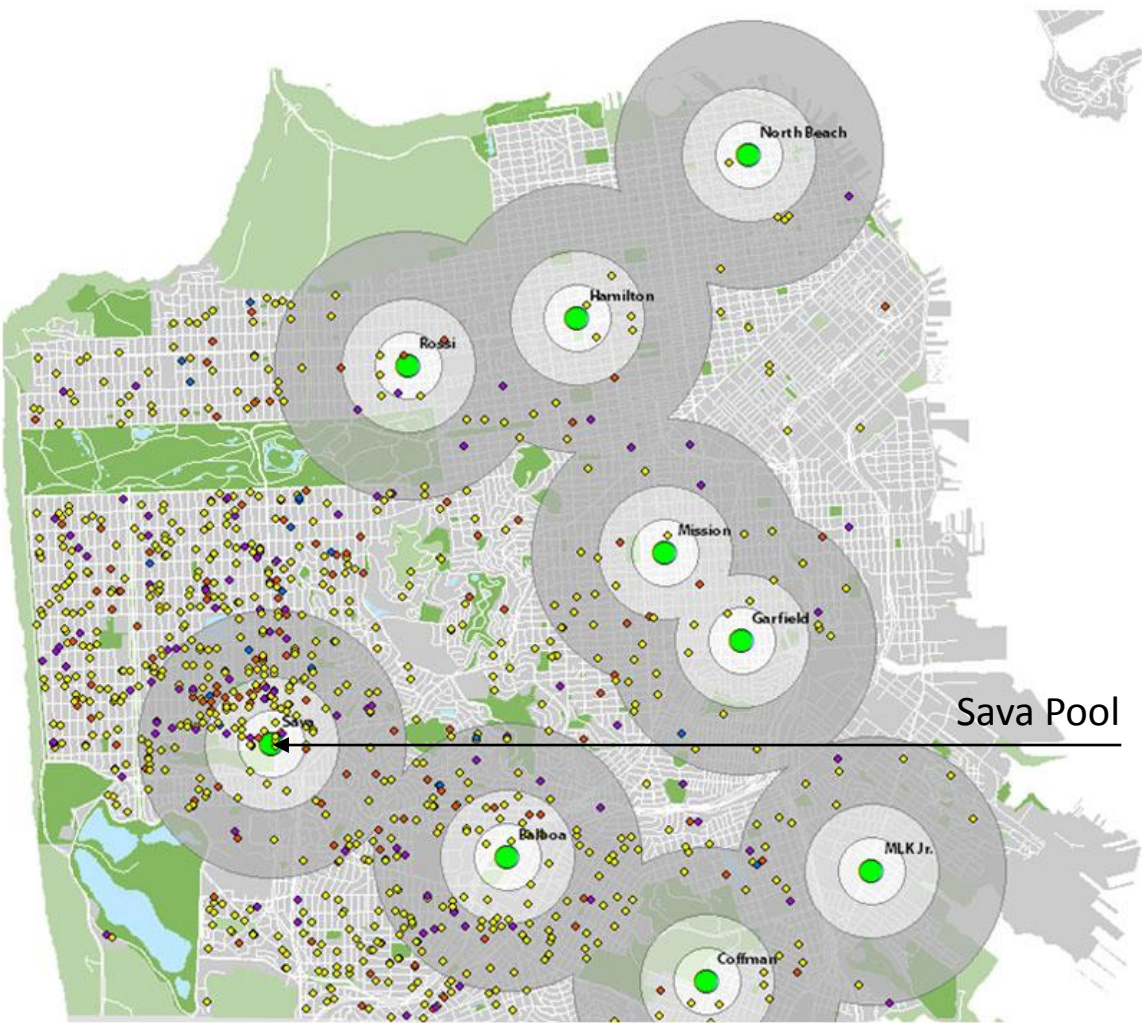 North Beach
Hamilton
Rossi
Mission
Garfield
Sava Pool
Sava
Balboa
MLK Jr.
Coffman